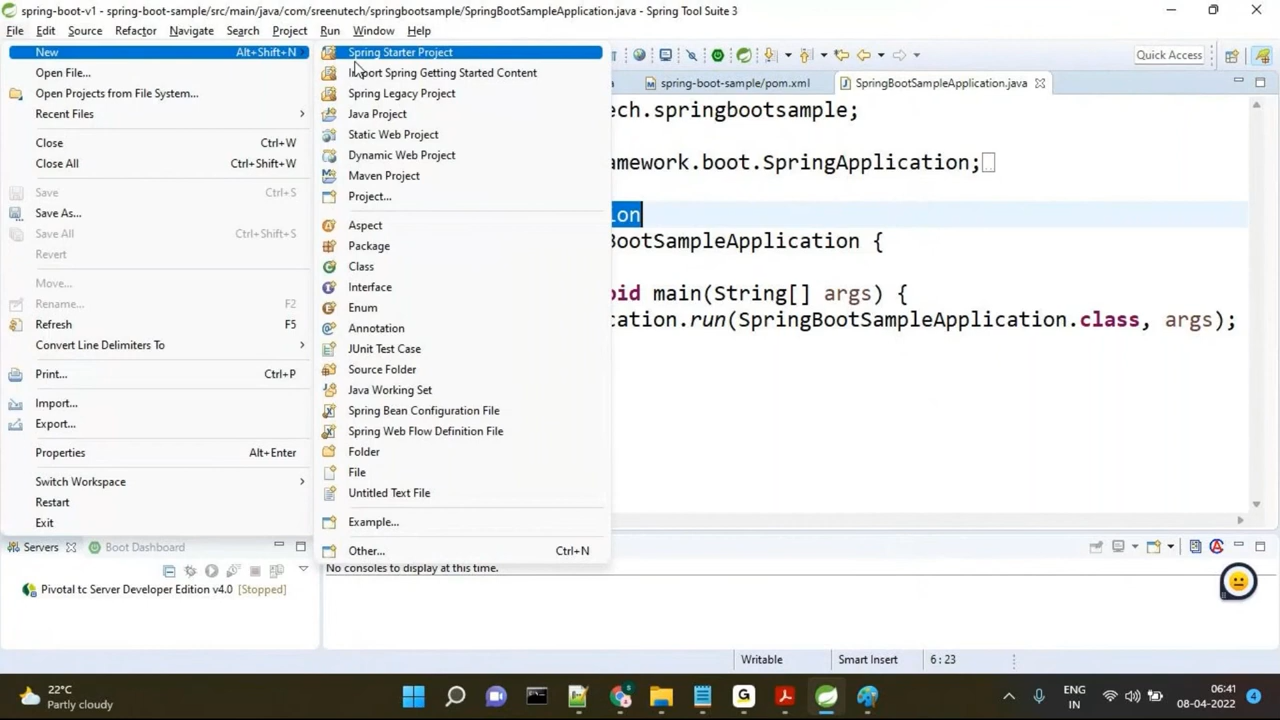 spring-boot-v1 - spring-boot-sample/src/main/java/com/sreenutech/springbootsample/SpringBootSampleApplication.java - Spring Tool Suite 3
File Edit Source Refactor Navigate Search Project Run Window Help
New Alt+Shift+N
Open File...
Open Projects from File System...
Recent Files
Close Ctrl+W
Close All Ctrl+Shift+W
Save Ctrl+S
Save As...
Save All Ctrl+Shift+S
Revert
Move...
Rename... F2
Refresh F5
Convert Line Delimiters To
Print... Ctrl+P
Import...
Export...
Properties Alt+Enter
Switch Workspace
Restart
Exit
Spring Starter Project
Import Spring Getting Started Content
Spring Legacy Project
Java Project
Static Web Project
Dynamic Web Project
Maven Project
Project...
Aspect
Package
Class
Interface
Enum
Annotation
JUnit Test Case
Source Folder
Java Working Set
Spring Bean Configuration File
Spring Web Flow Definition File
Folder
File
Untitled Text File
Example...
Other... Ctrl+N
Quick Access
spring-boot-sample/pom.xml SpringBootSampleApplication.java
ech.springbootsample;
amework.boot.SpringApplication;
ion
BootSampleApplication {
oid main(String[] args) {
cation.run(SpringBootSampleApplication.class, args);
Servers Boot Dashboard
Pivotal tc Server Developer Edition v4.0 [Stopped]
No consoles to display at this time.
Writable Smart Insert 6 : 23
22°C
Partly cloudy
ENG
IN
06:41
08-04-2022
4